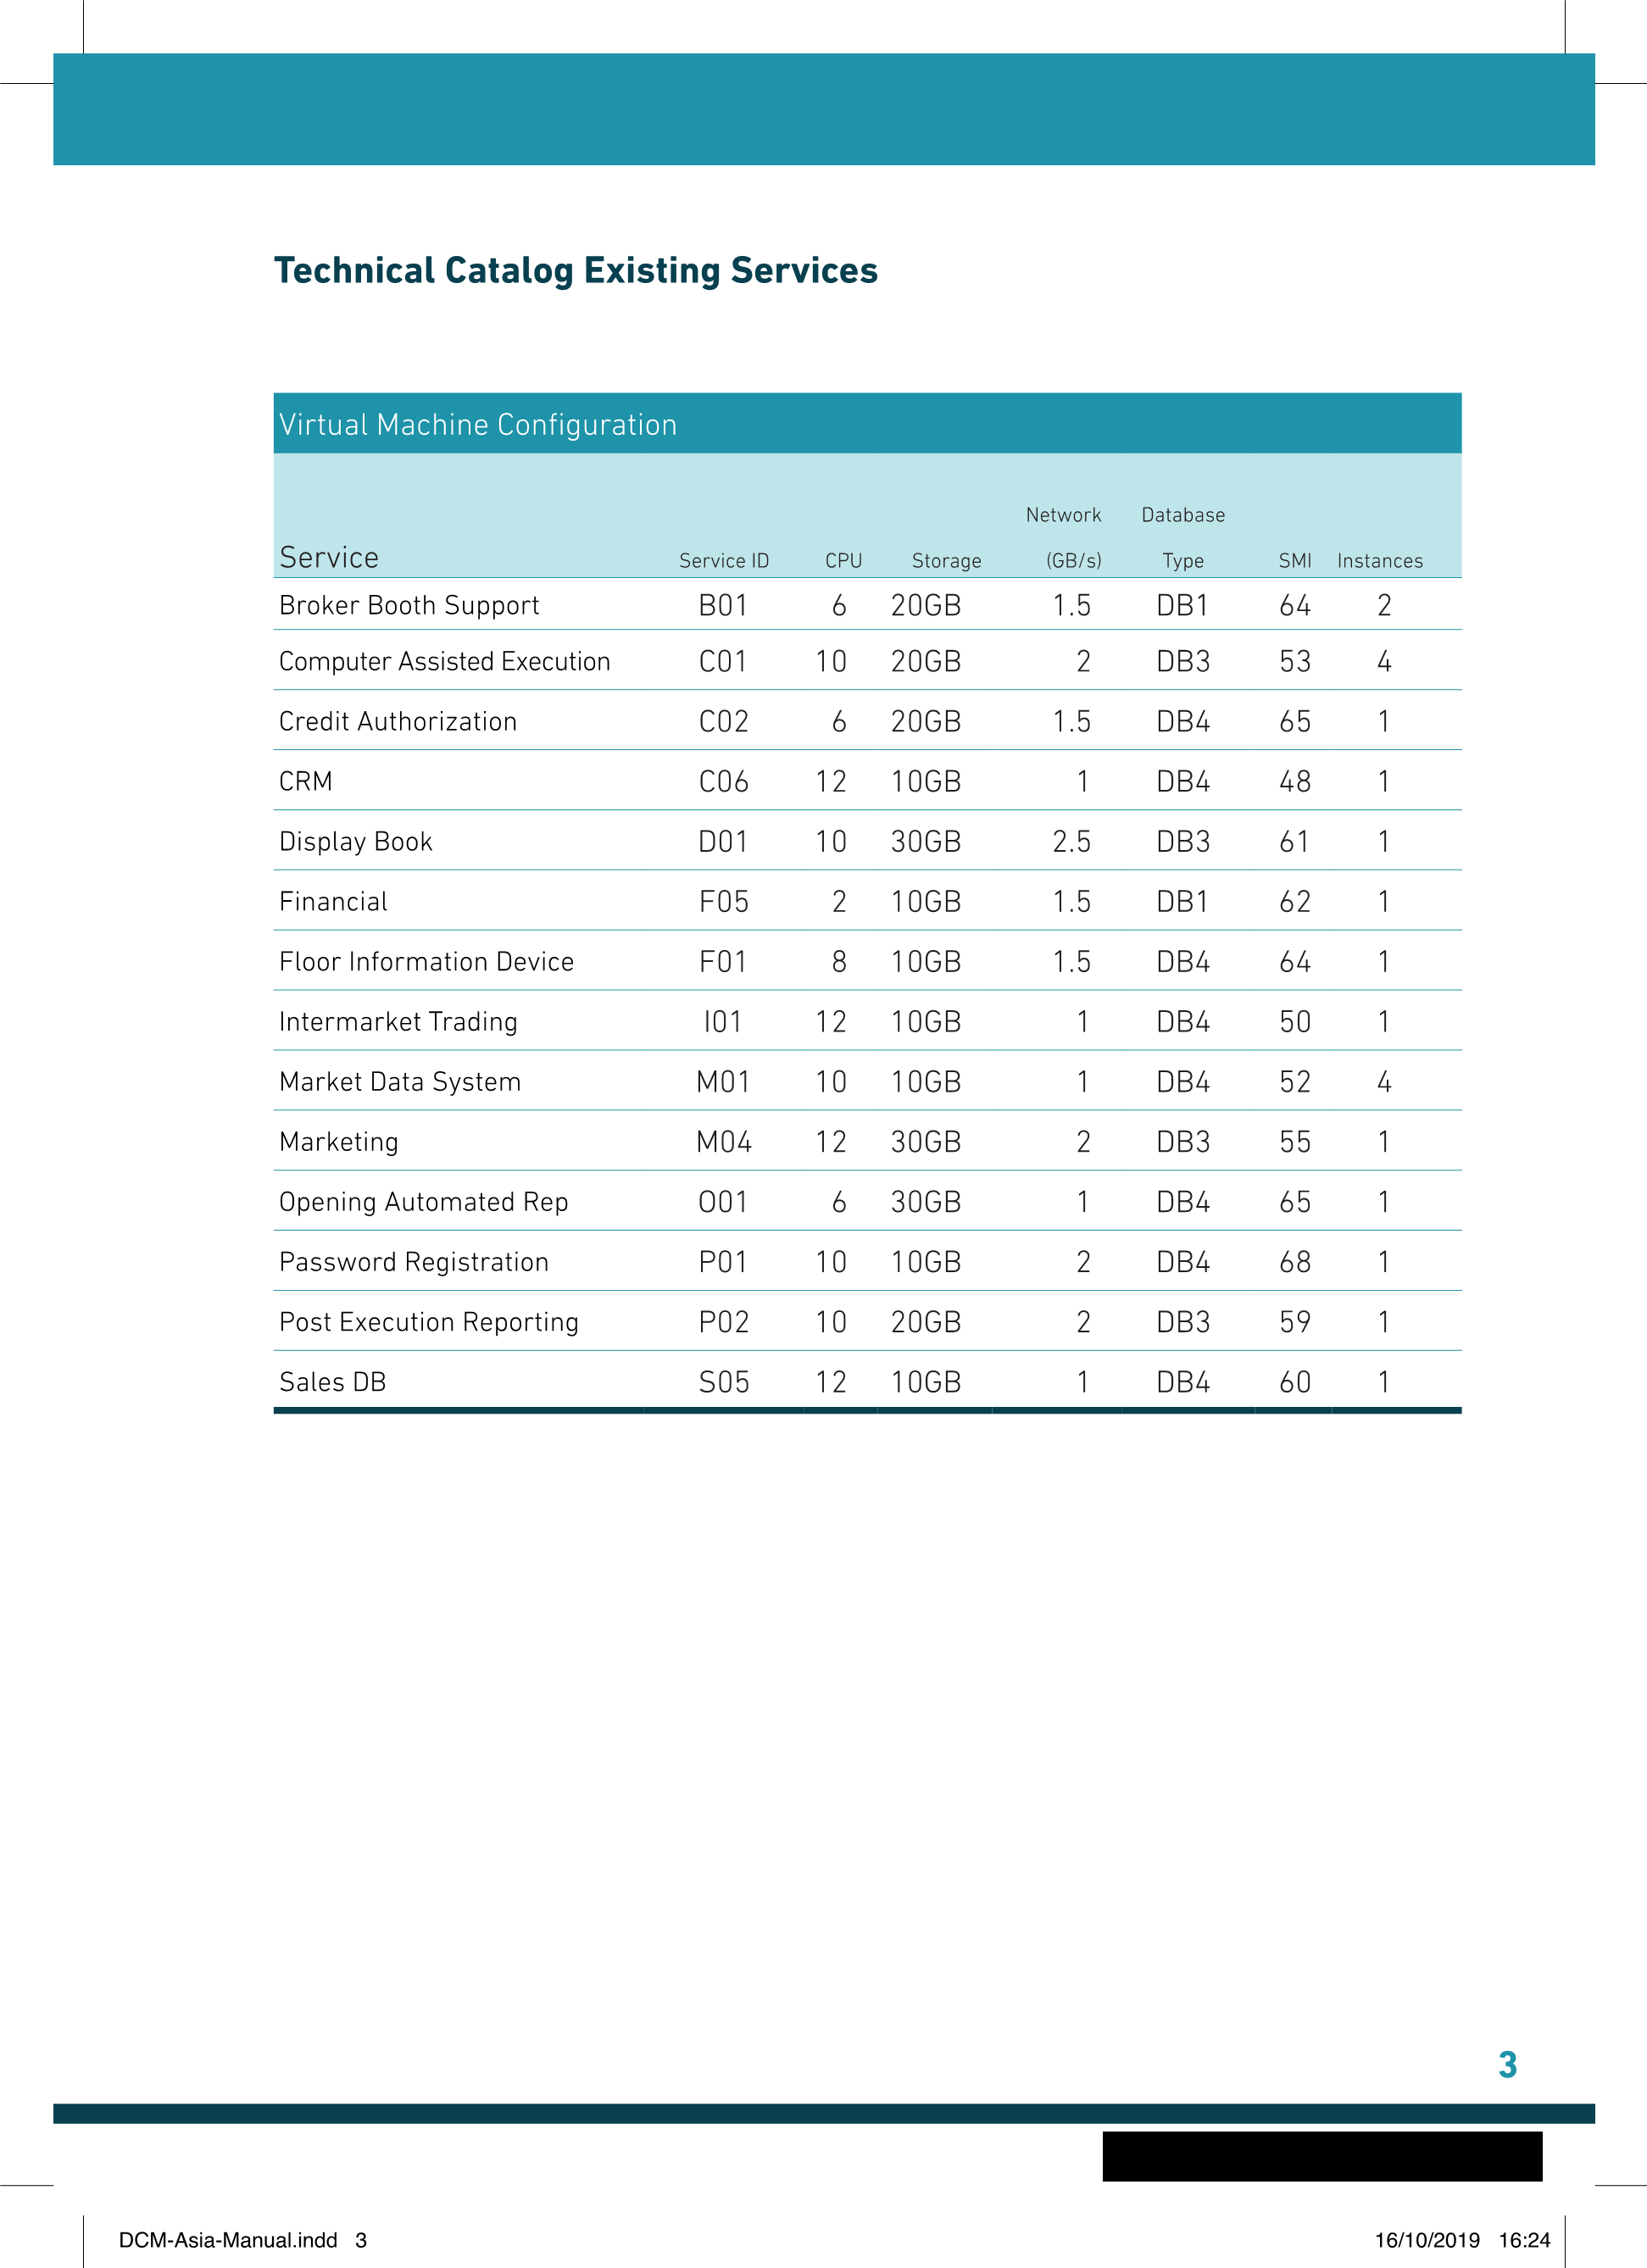 Technical Catalog Existing Services
Virtual Machine Configuration
Network Database
Service Service ID CPU Storage (GB/s) Type SMI Instances
Broker Booth Support B01 6 20GB 1.5 DB1 64 2
Computer Assisted Execution C01 10 20GB 2 DB3 53 4
Credit Authorization C02 6 20GB 1.5 DB4 65 1
CRM C06 12 10GB 1 DB4 48 1
Display Book D01 10 30GB 2.5 DB3 61 1
Financial F05 2 10GB 1.5 DB1 62 1
Floor Information Device F01 8 10GB 1.5 DB4 64 1
Intermarket Trading I01 12 10GB 1 DB4 50 1
Market Data System M01 10 10GB 1 DB4 52 4
Marketing M04 12 30GB 2 DB3 55 1
Opening Automated Rep O01 6 30GB 1 DB4 65 1
Password Registration P01 10 10GB 2 DB4 68 1
Post Execution Reporting P02 10 20GB 2 DB3 59 1
Sales DB S05 12 10GB 1 DB4 60 1
3
DCM-Asia-Manual.indd 3 16/10/2019 16:24